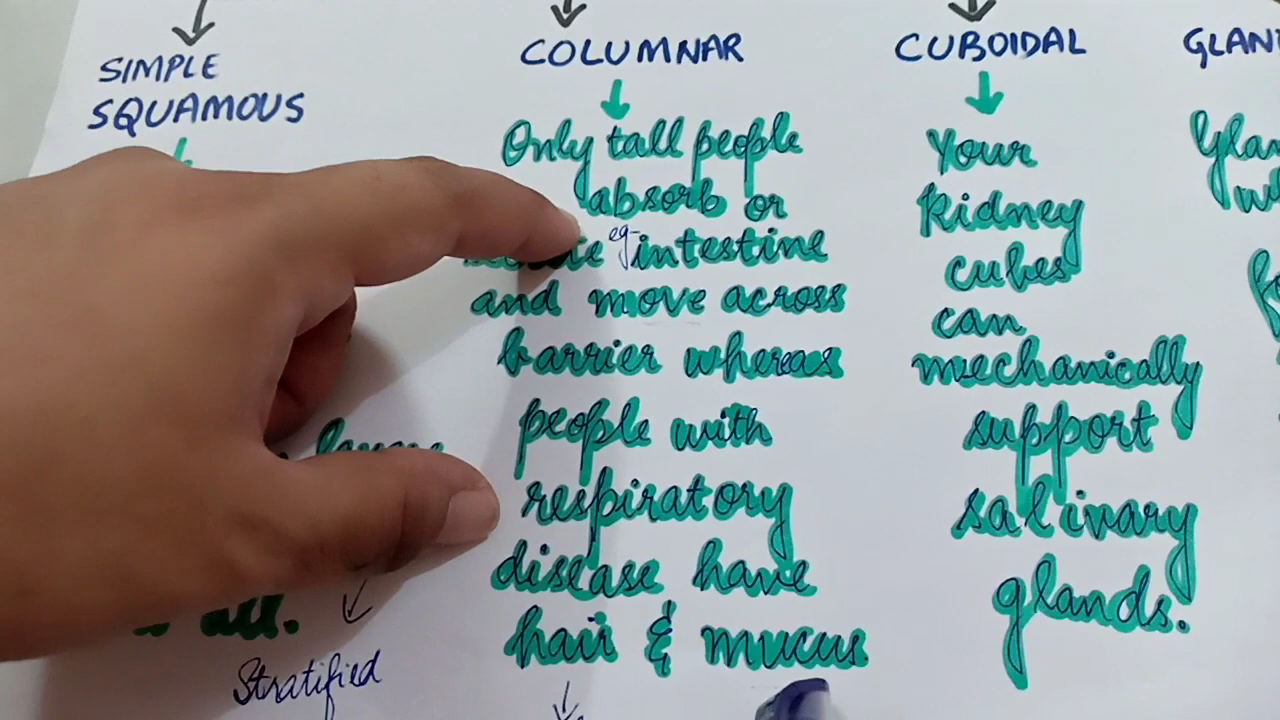 SIMPLE
SQUAMOUS
all.
Stratified
COLUMNAR
Only tall people
absorb or
eg- intestine
and move across
barrier whereas
people with
respiratory
disease have
hair & mucus
CUBOIDAL
Your
kidney
cubes
can
mechanically
support
salivary
glands.